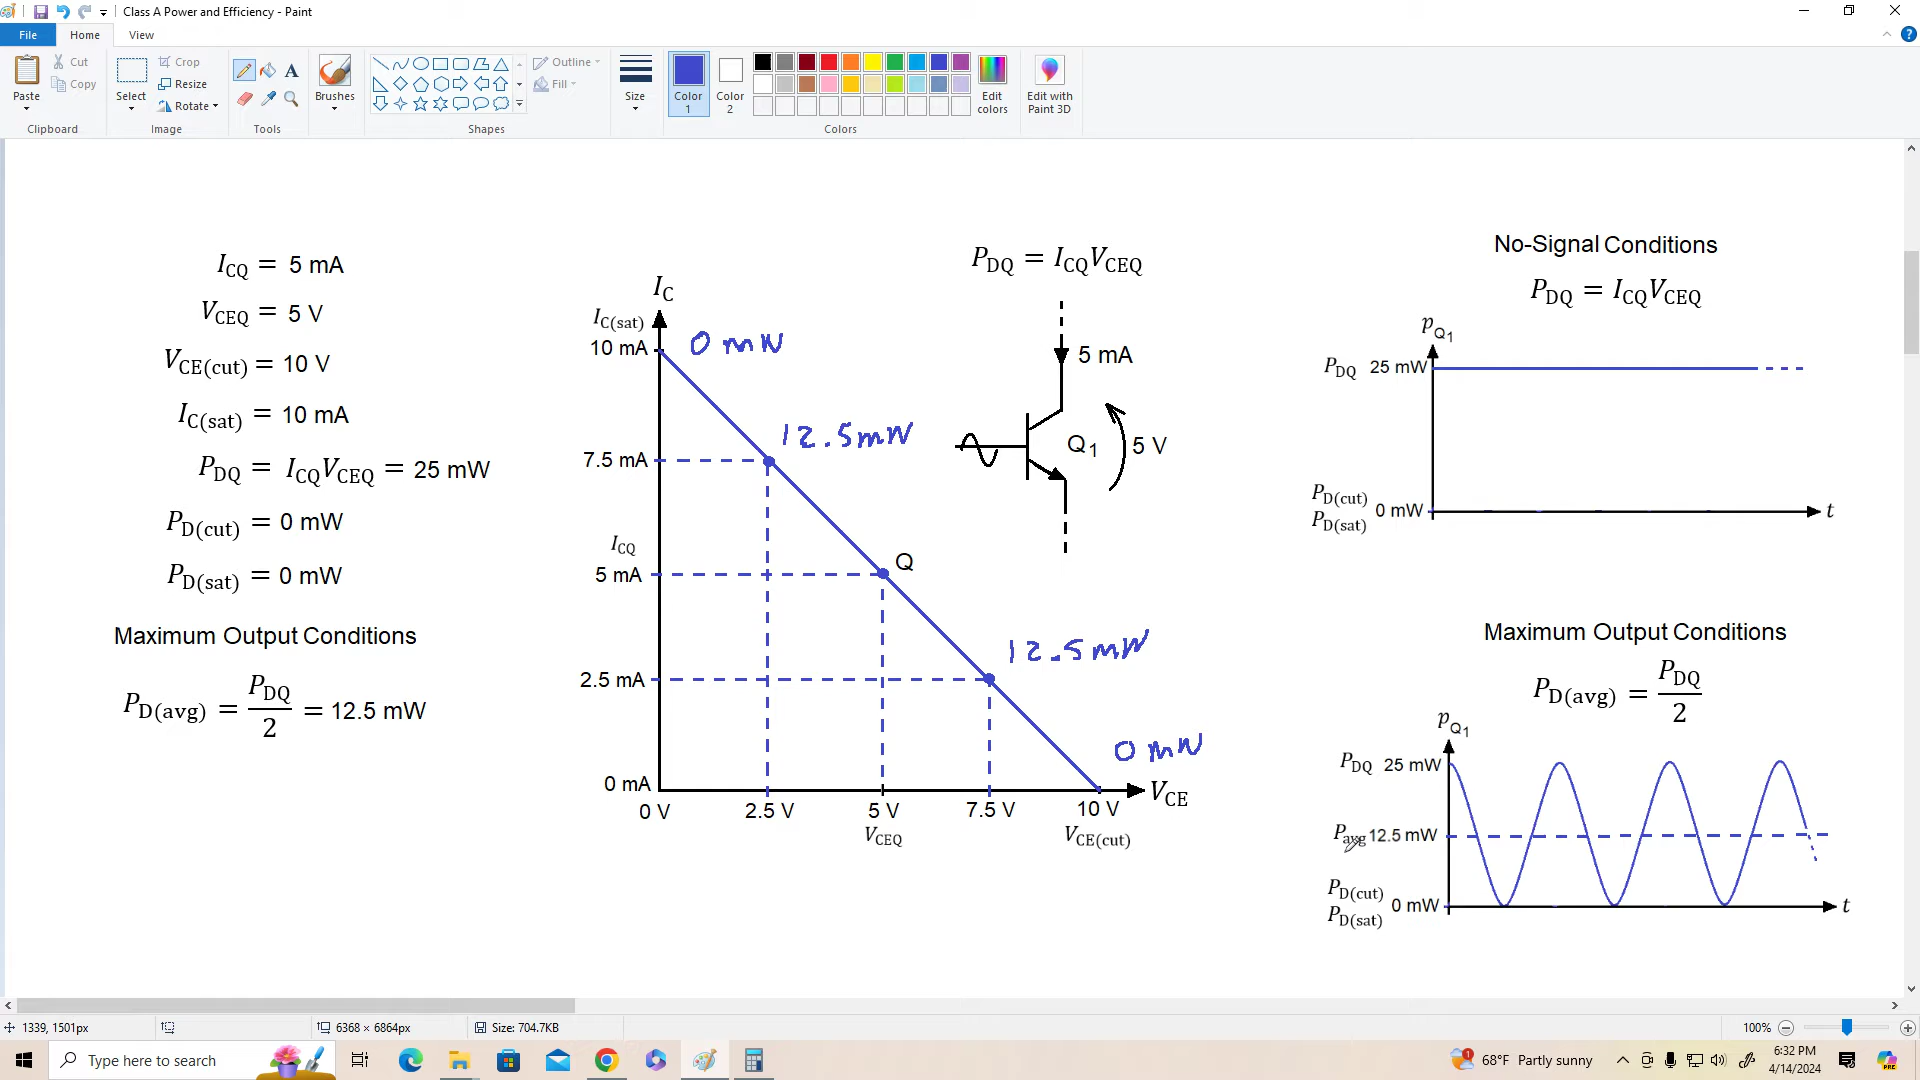 Class A Power and Efficiency - Paint
File Home View
Paste
Cut
Copy
Clipboard
Select
Crop
Resize
Rotate
Image
A
Tools
Brushes
Outline
Fill
Shapes
Size
Color 1
Color 2
Edit colors
Colors
Edit with Paint 3D
I_CQ = 5 mA
V_CEQ = 5 V
V_CE(cut) = 10 V
I_C(sat) = 10 mA
P_DQ = I_CQ V_CEQ = 25 mW
P_D(cut) = 0 mW
P_D(sat) = 0 mW
Maximum Output Conditions
P_D(avg) = P_DQ / 2 = 12.5 mW
I_C
I_C(sat)
10 mA
0 mW
12.5 mW
7.5 mA
I_CQ
5 mA
Q
12.5 mW
2.5 mA
0 mW
0 mA
V_CE
0 V 2.5 V 5 V 7.5 V 10 V
V_CEQ V_CE(cut)
P_DQ = I_CQ V_CEQ
5 mA
Q1
5 V
No-Signal Conditions
P_DQ = I_CQ V_CEQ
p_Q1
P_DQ 25 mW
P_D(cut)
P_D(sat)
0 mW
t
Maximum Output Conditions
P_D(avg) = P_DQ / 2
p_Q1
P_DQ 25 mW
P_avg 12.5 mW
P_D(cut)
P_D(sat)
0 mW
t
1339, 1501px
6368 × 6864px
Size: 704.7KB
100%
Type here to search
68°F Partly sunny
6:32 PM
4/14/2024
PRE